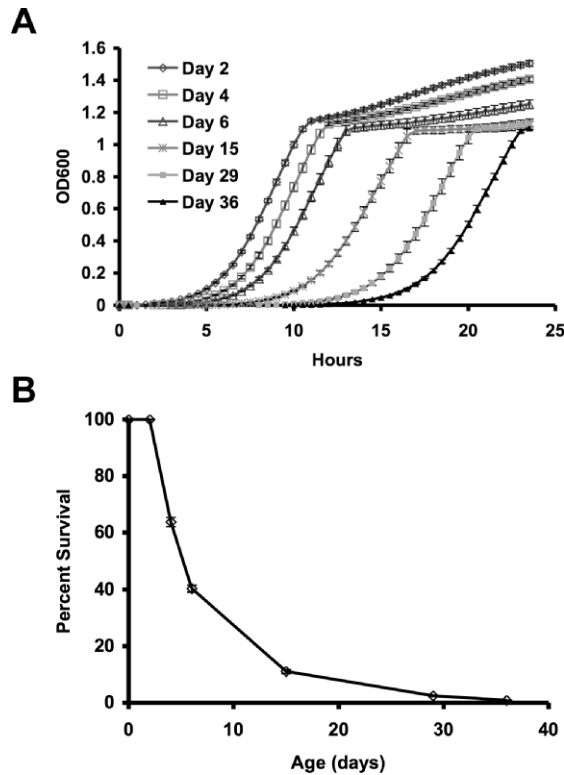 A
1.6
1.4
1.2
1
0.8
0.6
0.4
0.2
0
OD600
Day 2
Day 4
Day 6
Day 15
Day 29
Day 36
0 5 10 15 20 25
Hours
B
100
80
60
40
20
0
Percent Survival
0 10 20 30 40
Age (days)